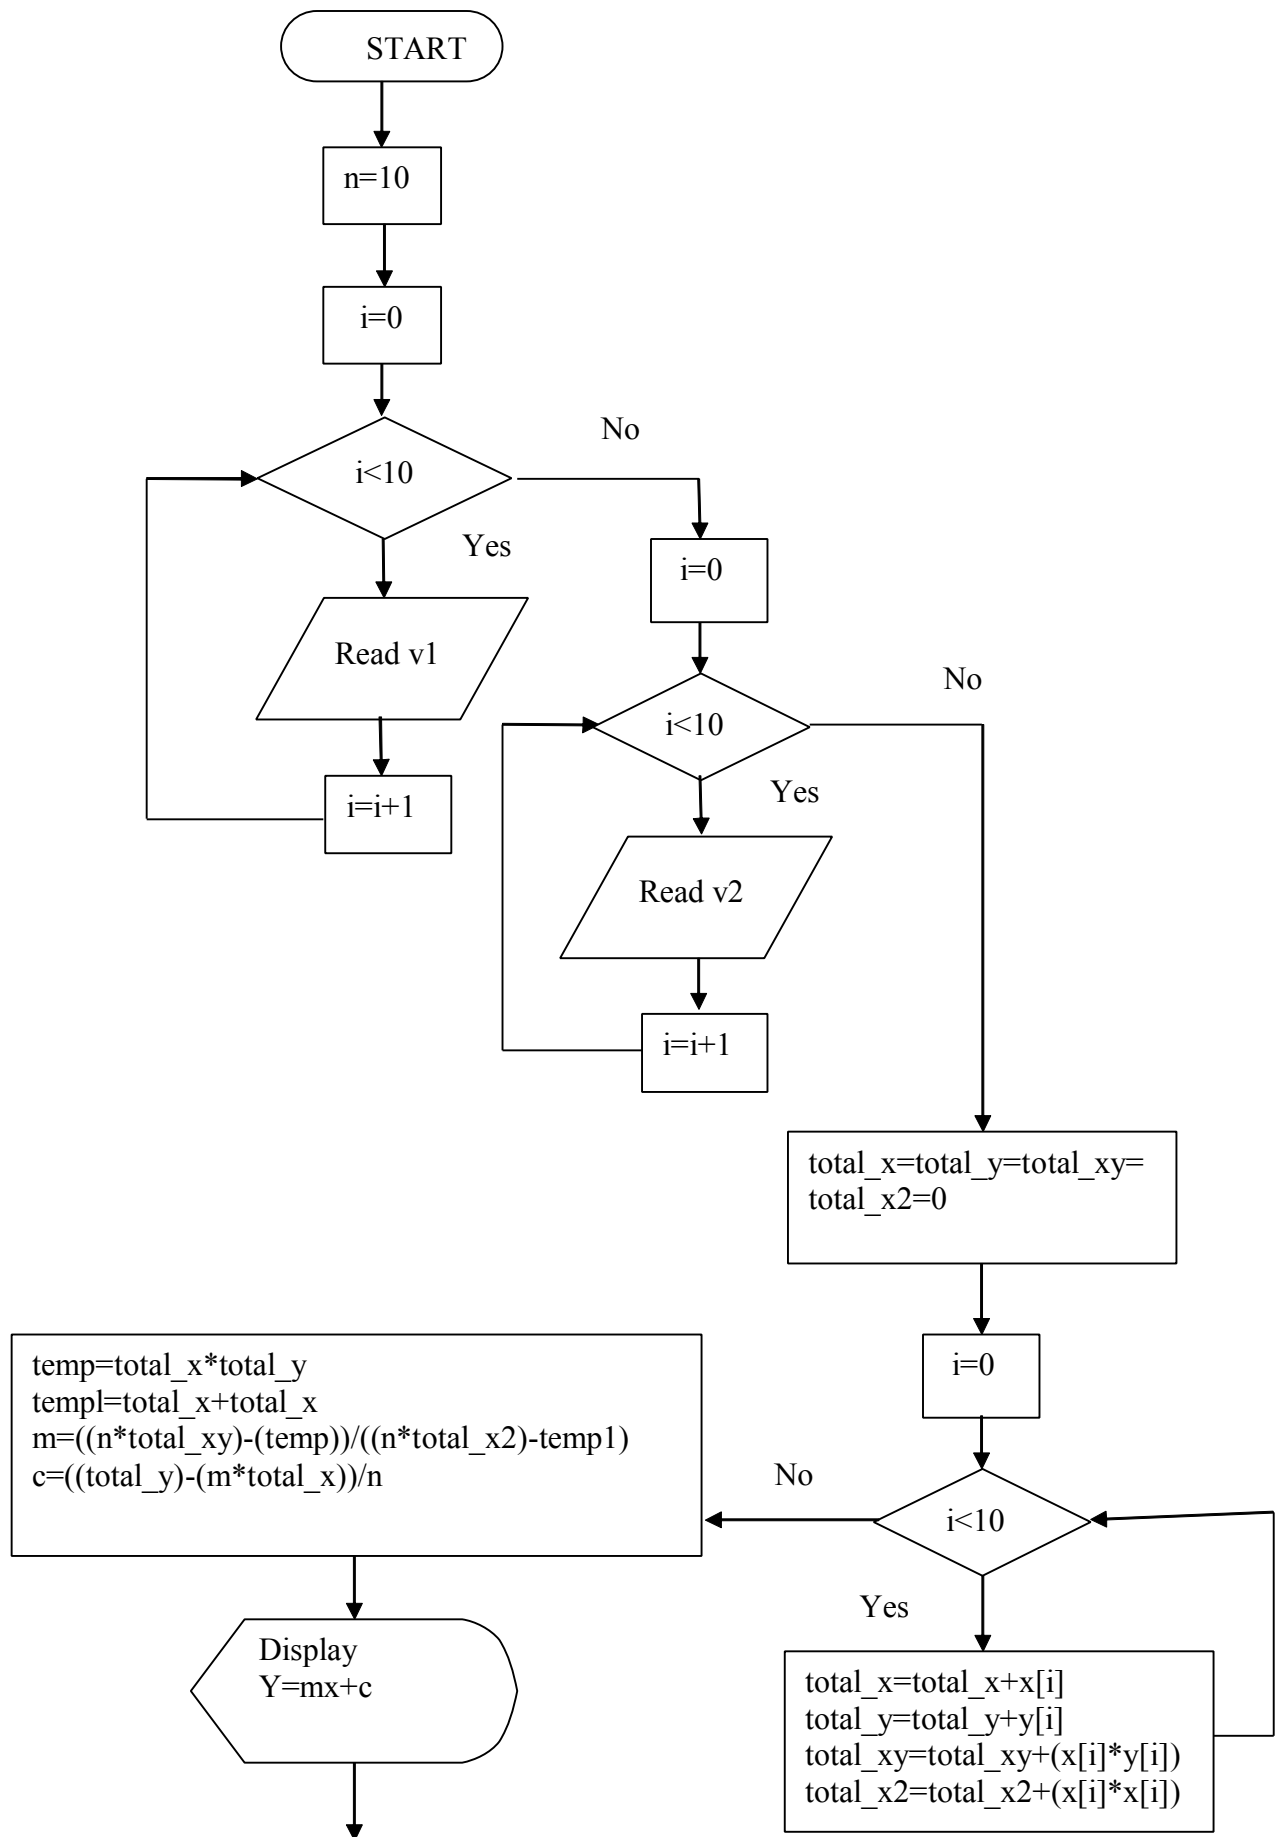 START
n=10
i=0
i<10
No
Yes
Read v1
i=i+1
i=0
i<10
No
Yes
Read v2
i=i+1
total_x=total_y=total_xy=
total_x2=0
i=0
i<10
No
Yes
total_x=total_x+x[i]
total_y=total_y+y[i]
total_xy=total_xy+(x[i]*y[i])
total_x2=total_x2+(x[i]*x[i])
temp=total_x*total_y
templ=total_x+total_x
m=((n*total_xy)-(temp))/((n*total_x2)-temp1)
c=((total_y)-(m*total_x))/n
Display
Y=mx+c